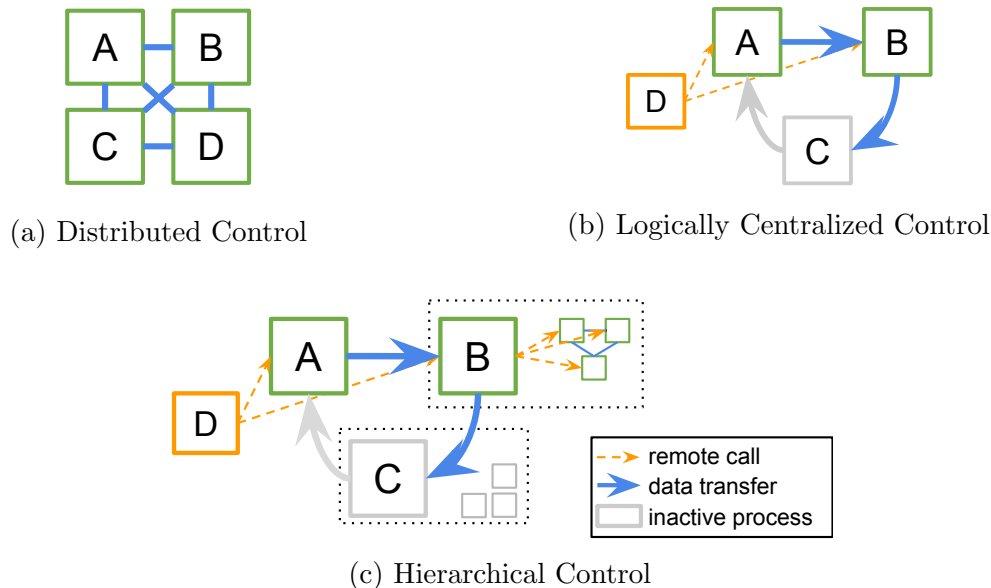 A B
C D
(a) Distributed Control
A B
D
C
(b) Logically Centralized Control
A B
D
C
remote call
data transfer
inactive process
(c) Hierarchical Control